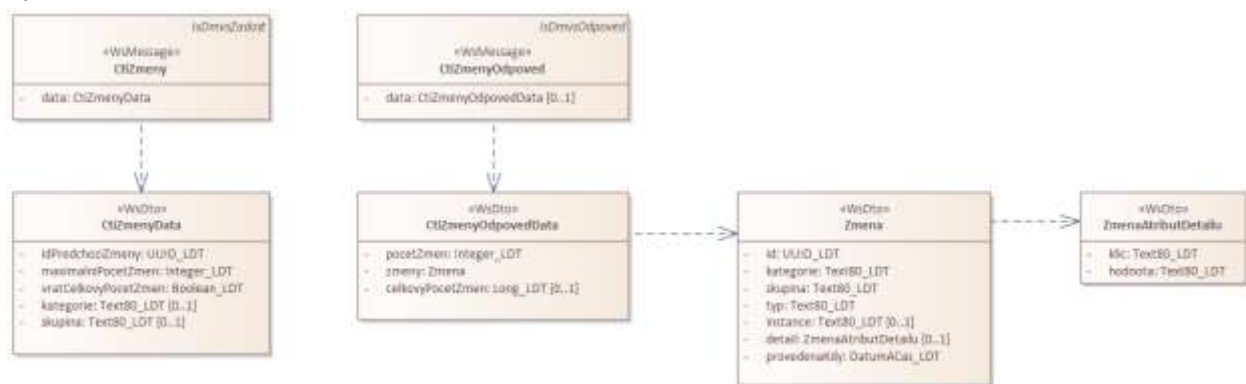 IsDmvsZadost
«WsMessage»
CtiZmeny
- data: CtiZmenyData
IsDmvsOdpoved
«WsMessage»
CtiZmenyOdpoved
- data: CtiZmenyOdpovedData [0..1]
«WsDto»
CtiZmenyData
- idPredchoziZmeny: UUID_LDT
- maximalniPocetZmen: Integer_LDT
- vratCelkovyPocetZmen: Boolean_LDT
- kategorie: Text80_LDT [0..1]
- skupina: Text80_LDT [0..1]
«WsDto»
CtiZmenyOdpovedData
- pocetZmen: Integer_LDT
- zmeny: Zmena
- celkovyPocetZmen: Long_LDT [0..1]
«WsDto»
Zmena
- id: UUID_LDT
- kategorie: Text80_LDT
- skupina: Text80_LDT
- typ: Text80_LDT
- instance: Text80_LDT [0..1]
- detail: ZmenaAtributDetailu [0..1]
- provedenaKdy: DatumACas_LDT
«WsDto»
ZmenaAtributDetailu
- klic: Text80_LDT
- hodnota: Text80_LDT